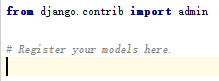 from django.contrib import admin
# Register your models here.